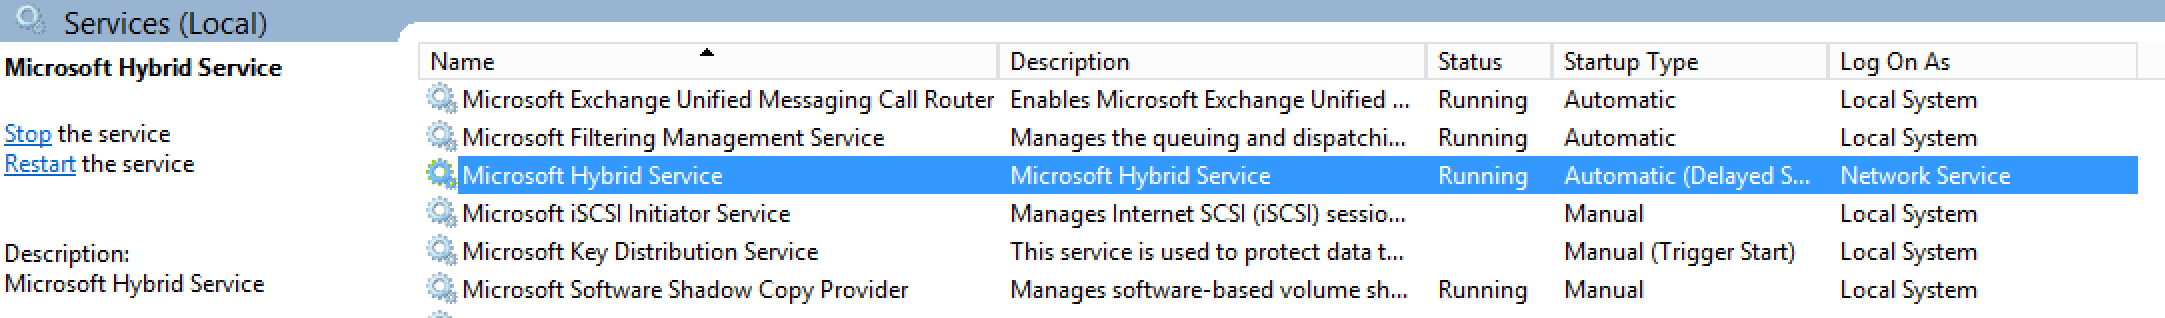 Services (Local)
Microsoft Hybrid Service
Stop the service
Restart the service
Description:
Microsoft Hybrid Service
Name Description Status Startup Type Log On As
Microsoft Exchange Unified Messaging Call Router Enables Microsoft Exchange Unified ... Running Automatic Local System
Microsoft Filtering Management Service Manages the queuing and dispatchi... Running Automatic Local System
Microsoft Hybrid Service Microsoft Hybrid Service Running Automatic (Delayed S... Network Service
Microsoft iSCSI Initiator Service Manages Internet SCSI (iSCSI) sessio... Manual Local System
Microsoft Key Distribution Service This service is used to protect data t... Manual (Trigger Start) Local System
Microsoft Software Shadow Copy Provider Manages software-based volume sh... Running Manual Local System